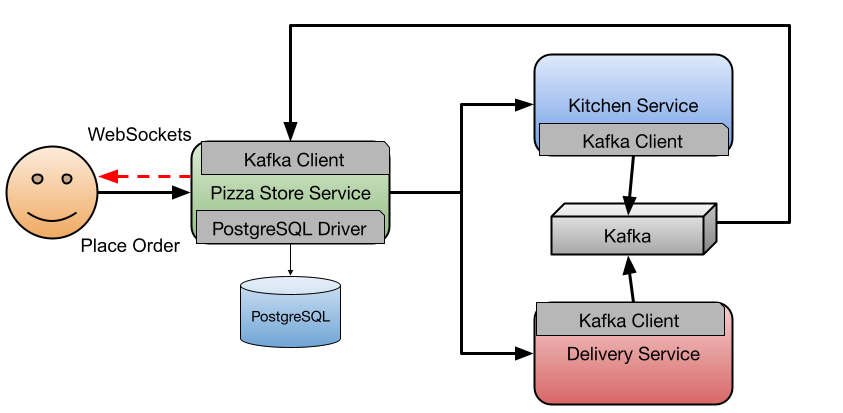 WebSockets
Place Order
Kafka Client
Pizza Store Service
PostgreSQL Driver
PostgreSQL
Kitchen Service
Kafka Client
Kafka
Kafka Client
Delivery Service